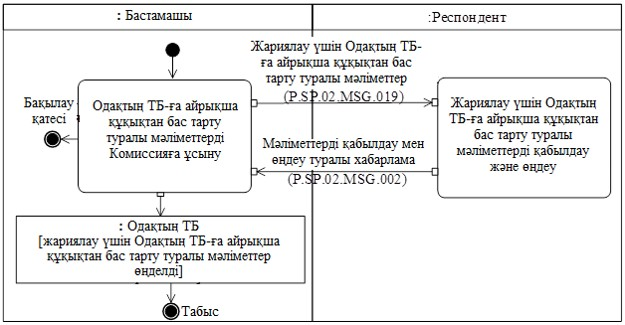 : Бастамашы
:Респондент
Жариялау үшін Одақтың ТБ-
ға айрықша құқықтан бас
тарту туралы мәліметтер
(P.SP.02.MSG.019)
Бақылау
қатесі
Одақтың ТБ-ға айрықша
құқықтан бас тарту
туралы мәліметтерді
Комиссияға ұсыну
Жариялау үшін Одақтың
ТБ-ға айрықша құқықтан
бас тарту туралы
мәліметтерді қабылдау
және өңдеу
Мәліметтерді қабылдау мен
өңдеу туралы хабарлама
(P.SP.02.MSG.002)
: Одақтың ТБ
[жариялау үшін Одақтың ТБ-ға айрықша
құқықтан бас тарту туралы мәліметтер
өңделді]
Табыс